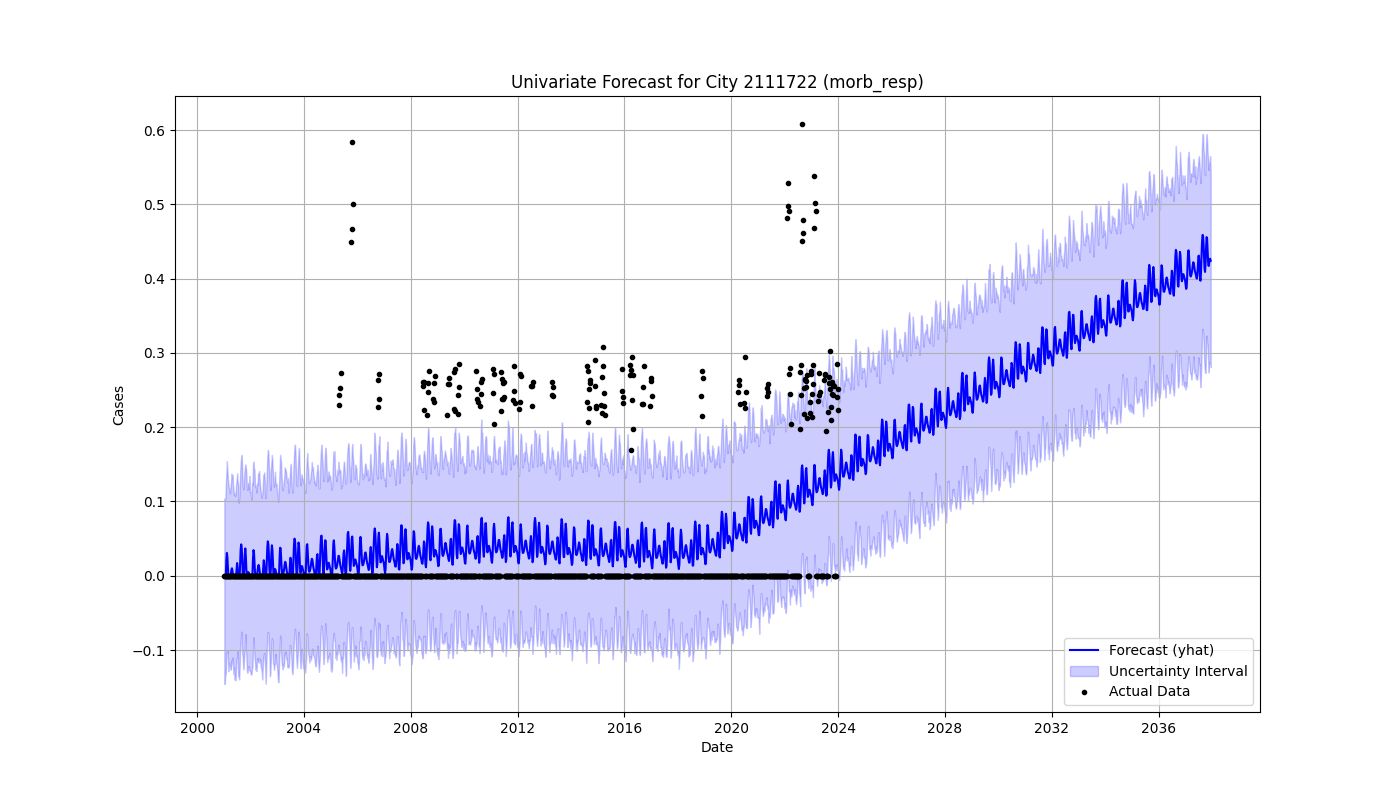 Univariate Forecast for City 2111722 (morb_resp)
Cases
0.6
0.5
0.4
0.3
0.2
0.1
0.0
−0.1
2000 2004 2008 2012 2016 2020 2024 2028 2032 2036
Date
Forecast (yhat)
Uncertainty Interval
Actual Data